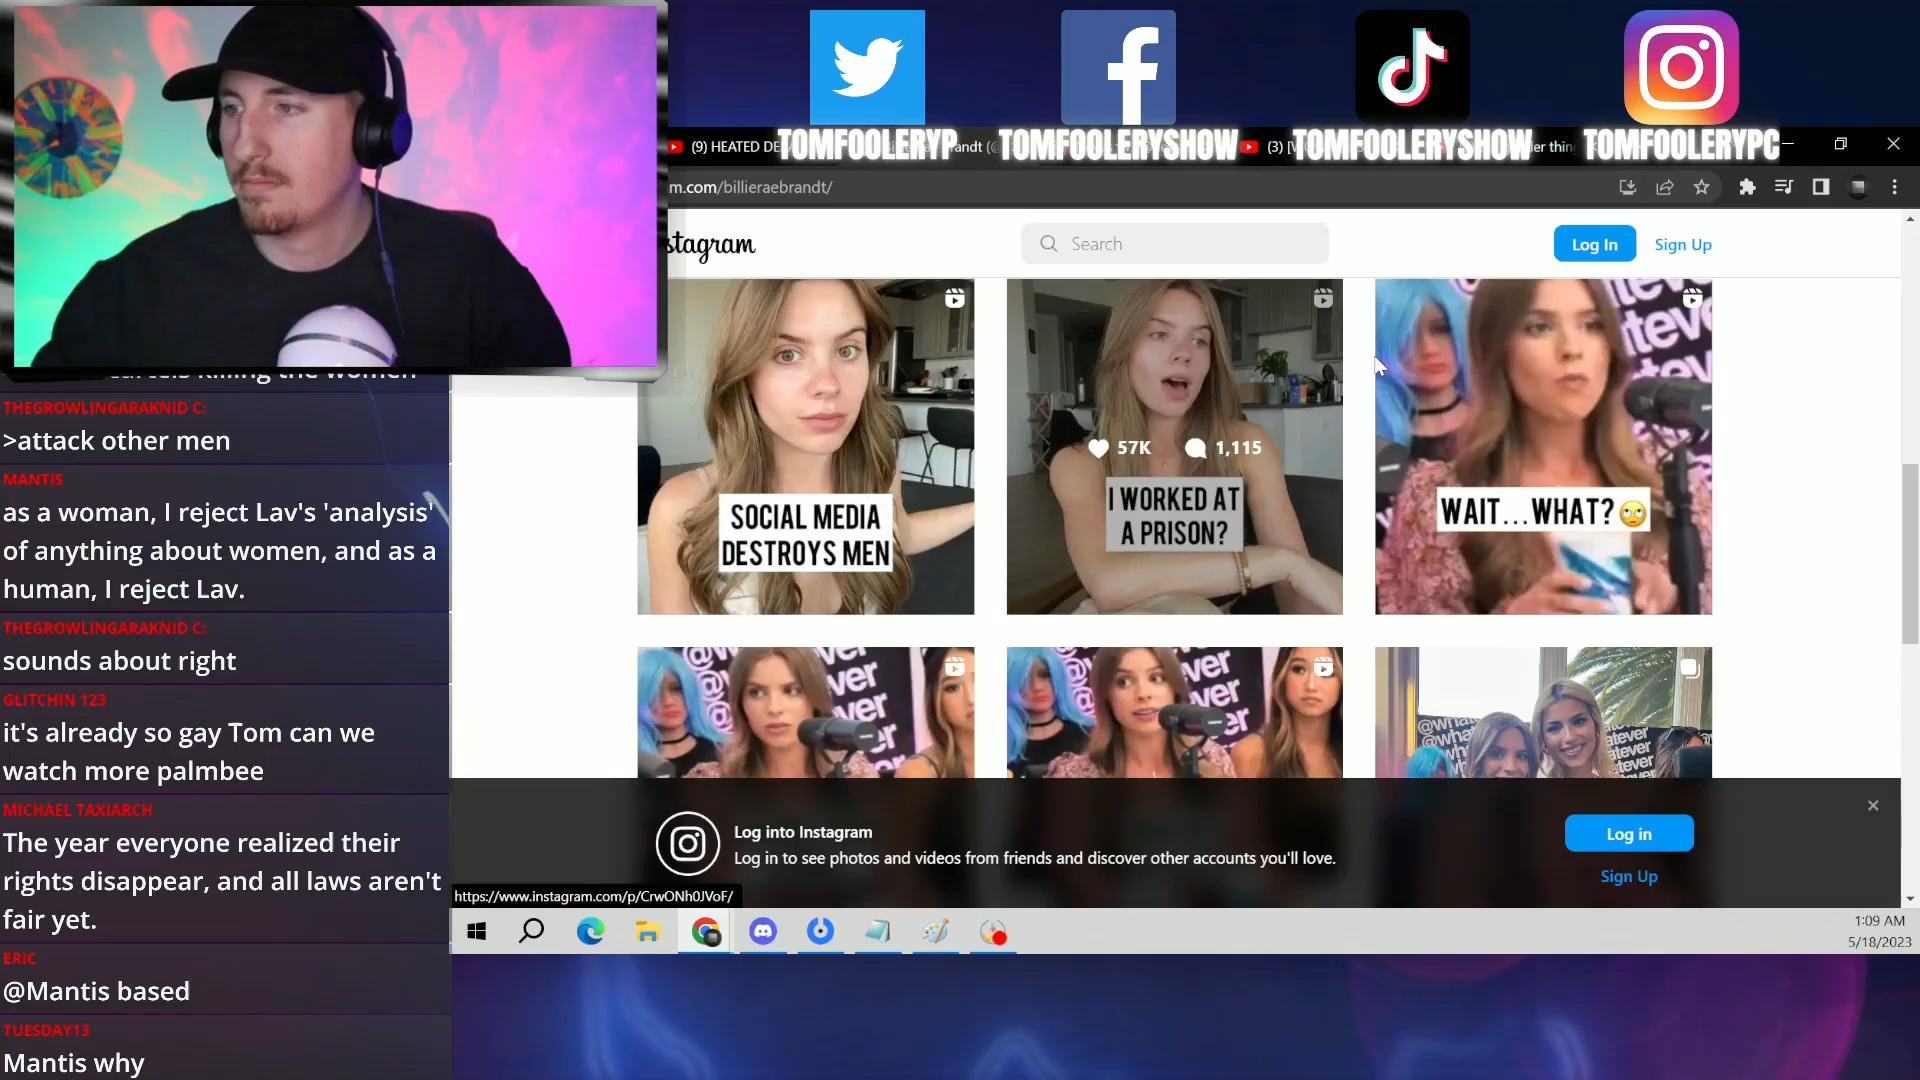 TOMFOOLERYP
TOMFOOLERYSHOW
TOMFOOLERYSHOW
TOMFOOLERYPC
(9) HEATED DE
m.com/billieraebrandt/
stagram
Search
Log In
Sign Up
SOCIAL MEDIA
DESTROYS MEN
57K
1,115
I WORKED AT
A PRISON?
WAIT...WHAT?🙄
@whatever
Log into Instagram
Log in to see photos and videos from friends and discover other accounts you'll love.
Log in
Sign Up
https://www.instagram.com/p/CrwONh0JVoF/
1:09 AM
5/18/2023
killing the women
THEGROWLINGARAKNID C:
>attack other men
MANTIS
as a woman, I reject Lav's 'analysis'
of anything about women, and as a
human, I reject Lav.
THEGROWLINGARAKNID C:
sounds about right
GLITCHIN 123
it's already so gay Tom can we
watch more palmbee
MICHAEL TAXIARCH
The year everyone realized their
rights disappear, and all laws aren't
fair yet.
ERIC
@Mantis based
TUESDAY13
Mantis why